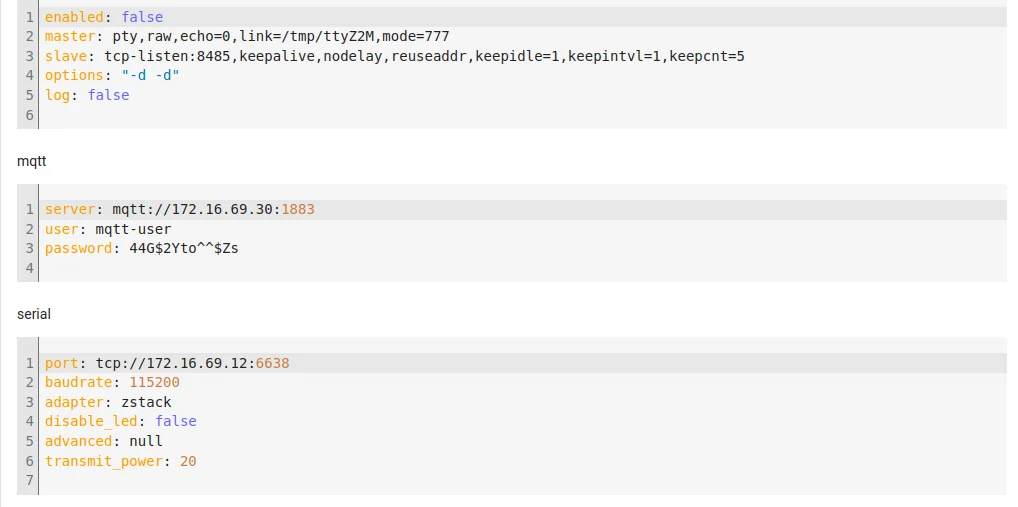 1 enabled: false
2 master: pty,raw,echo=0,link=/tmp/ttyZ2M,mode=777
3 slave: tcp-listen:8485,keepalive,nodelay,reuseaddr,keepidle=1,keepintvl=1,keepcnt=5
4 options: "-d -d"
5 log: false
6
mqtt
1 server: mqtt://172.16.69.30:1883
2 user: mqtt-user
3 password: 44G$2Yto^^$Zs
4
serial
1 port: tcp://172.16.69.12:6638
2 baudrate: 115200
3 adapter: zstack
4 disable_led: false
5 advanced: null
6 transmit_power: 20
7